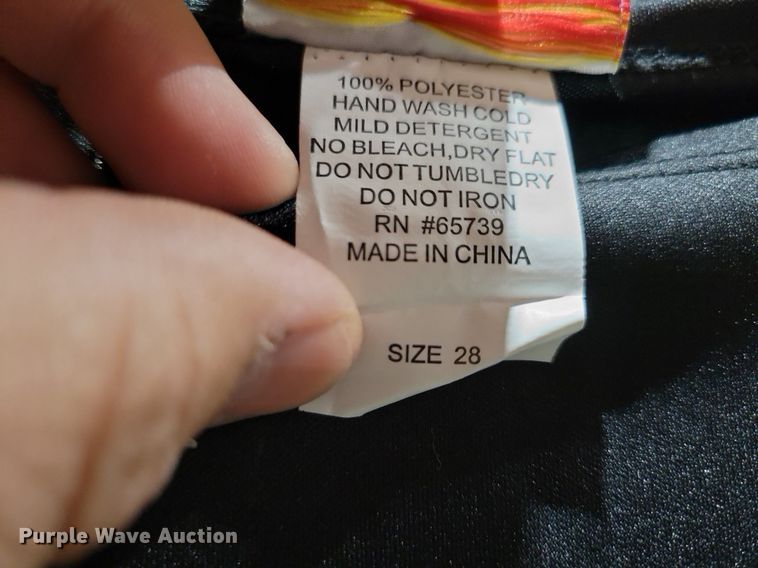 100% POLYESTER
HAND WASH COLD
MILD DETERGENT
NO BLEACH,DRY FLAT
DO NOT TUMBLEDRY
DO NOT IRON
RN #65739
MADE IN CHINA
SIZE 28
Purple Wave Auction